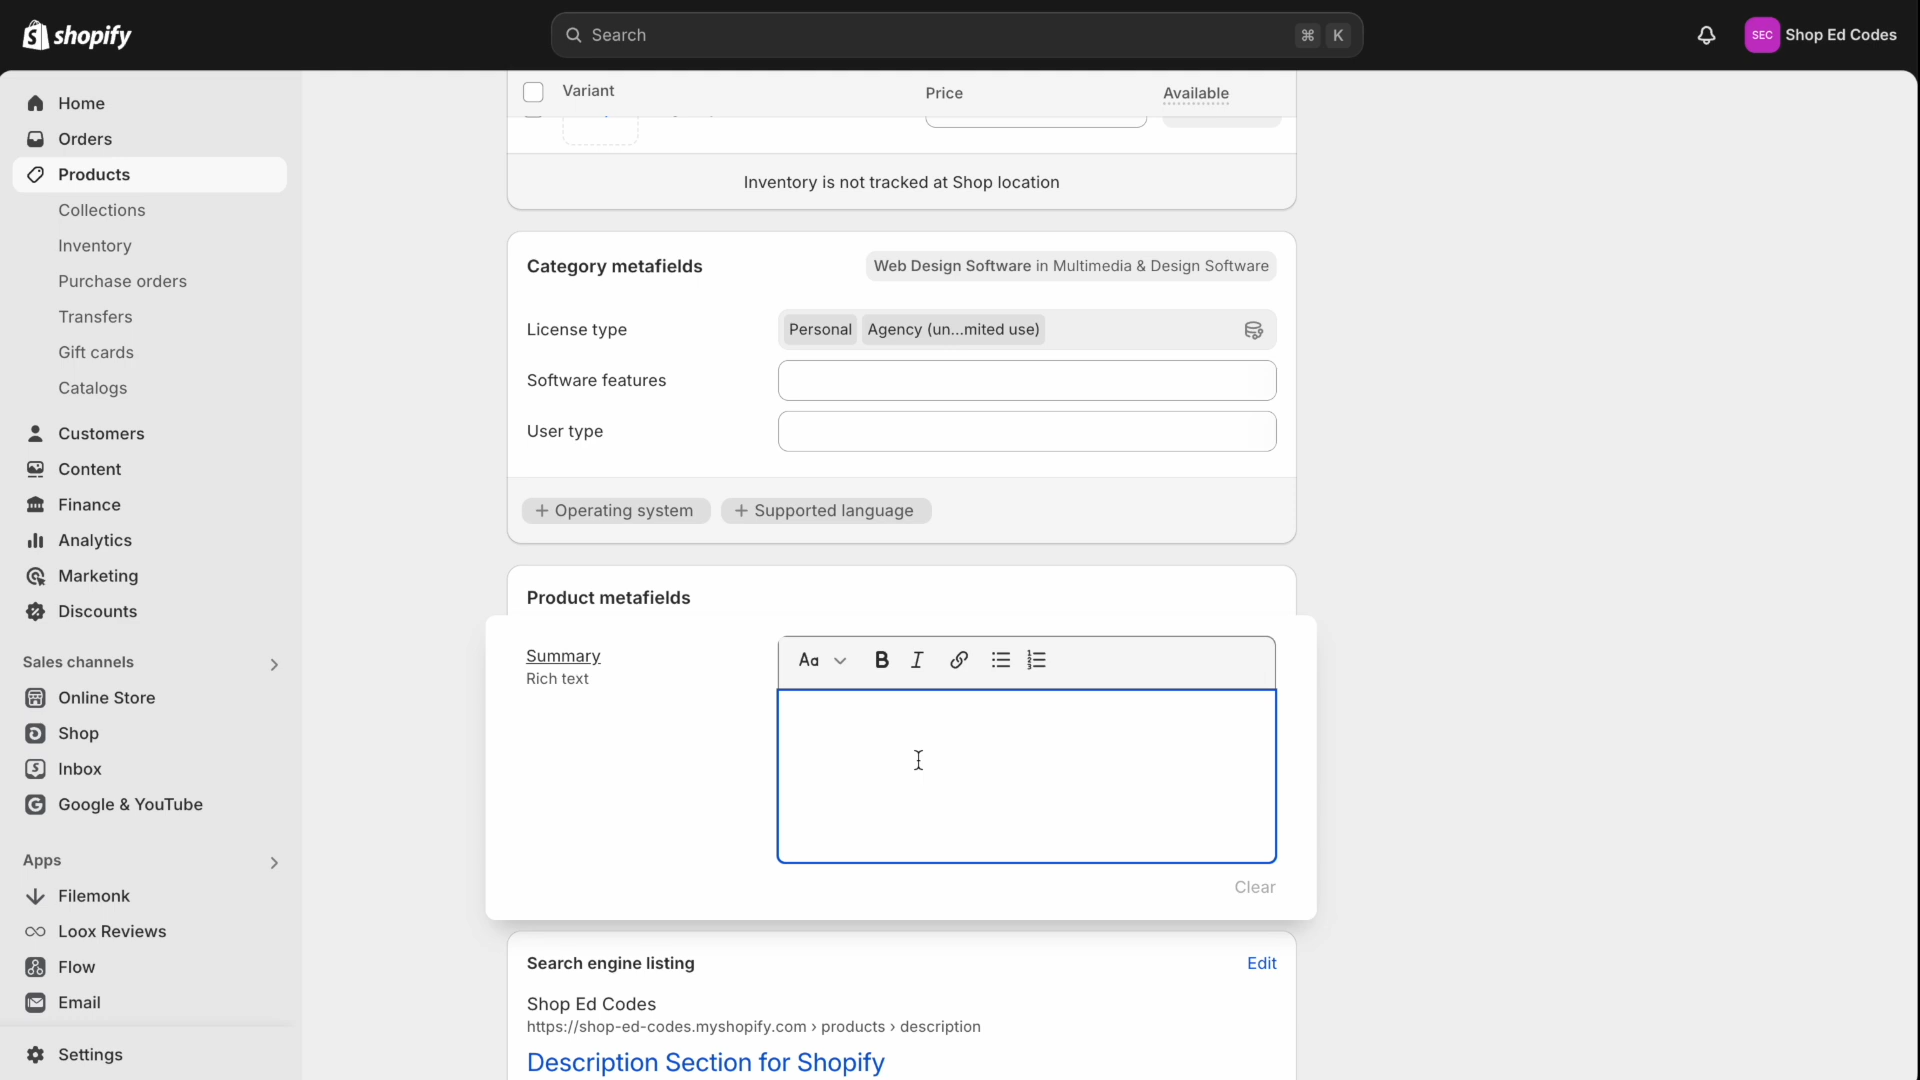 shopify
Search
⌘ K
SEC Shop Ed Codes
Home
Orders
Products
Collections
Inventory
Purchase orders
Transfers
Gift cards
Catalogs
Customers
Content
Finance
Analytics
Marketing
Discounts
Sales channels
Online Store
Shop
Inbox
Google & YouTube
Apps
Filemonk
Loox Reviews
Flow
Email
Settings
Variant Price Available
Inventory is not tracked at Shop location
Category metafields Web Design Software in Multimedia & Design Software
License type Personal Agency (un...mited use)
Software features
User type
+ Operating system + Supported language
Product metafields
Summary Aa B I
Rich text
Clear
Search engine listing Edit
Shop Ed Codes
https://shop-ed-codes.myshopify.com › products › description
Description Section for Shopify